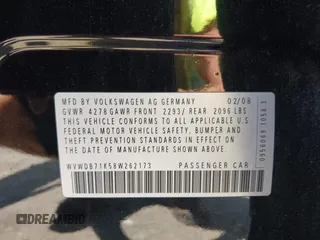 MFD BY VOLKSWAGEN AG GERMANY 02/08
GVWR 4278 GAWR FRONT 2293/ REAR 2096 LBS
THIS VEHICLE CONFORMS TO ALL APPLICABLE U.S.
FEDERAL MOTOR VEHICLE SAFETY, BUMPER AND
THEFT PREVENTION STANDARDS IN EFFECT ON THE
DATE OF MANUFACTURE SHOWN ABOVE
WVWDB71K58W262173 PASSENGER CAR
DREAMBID